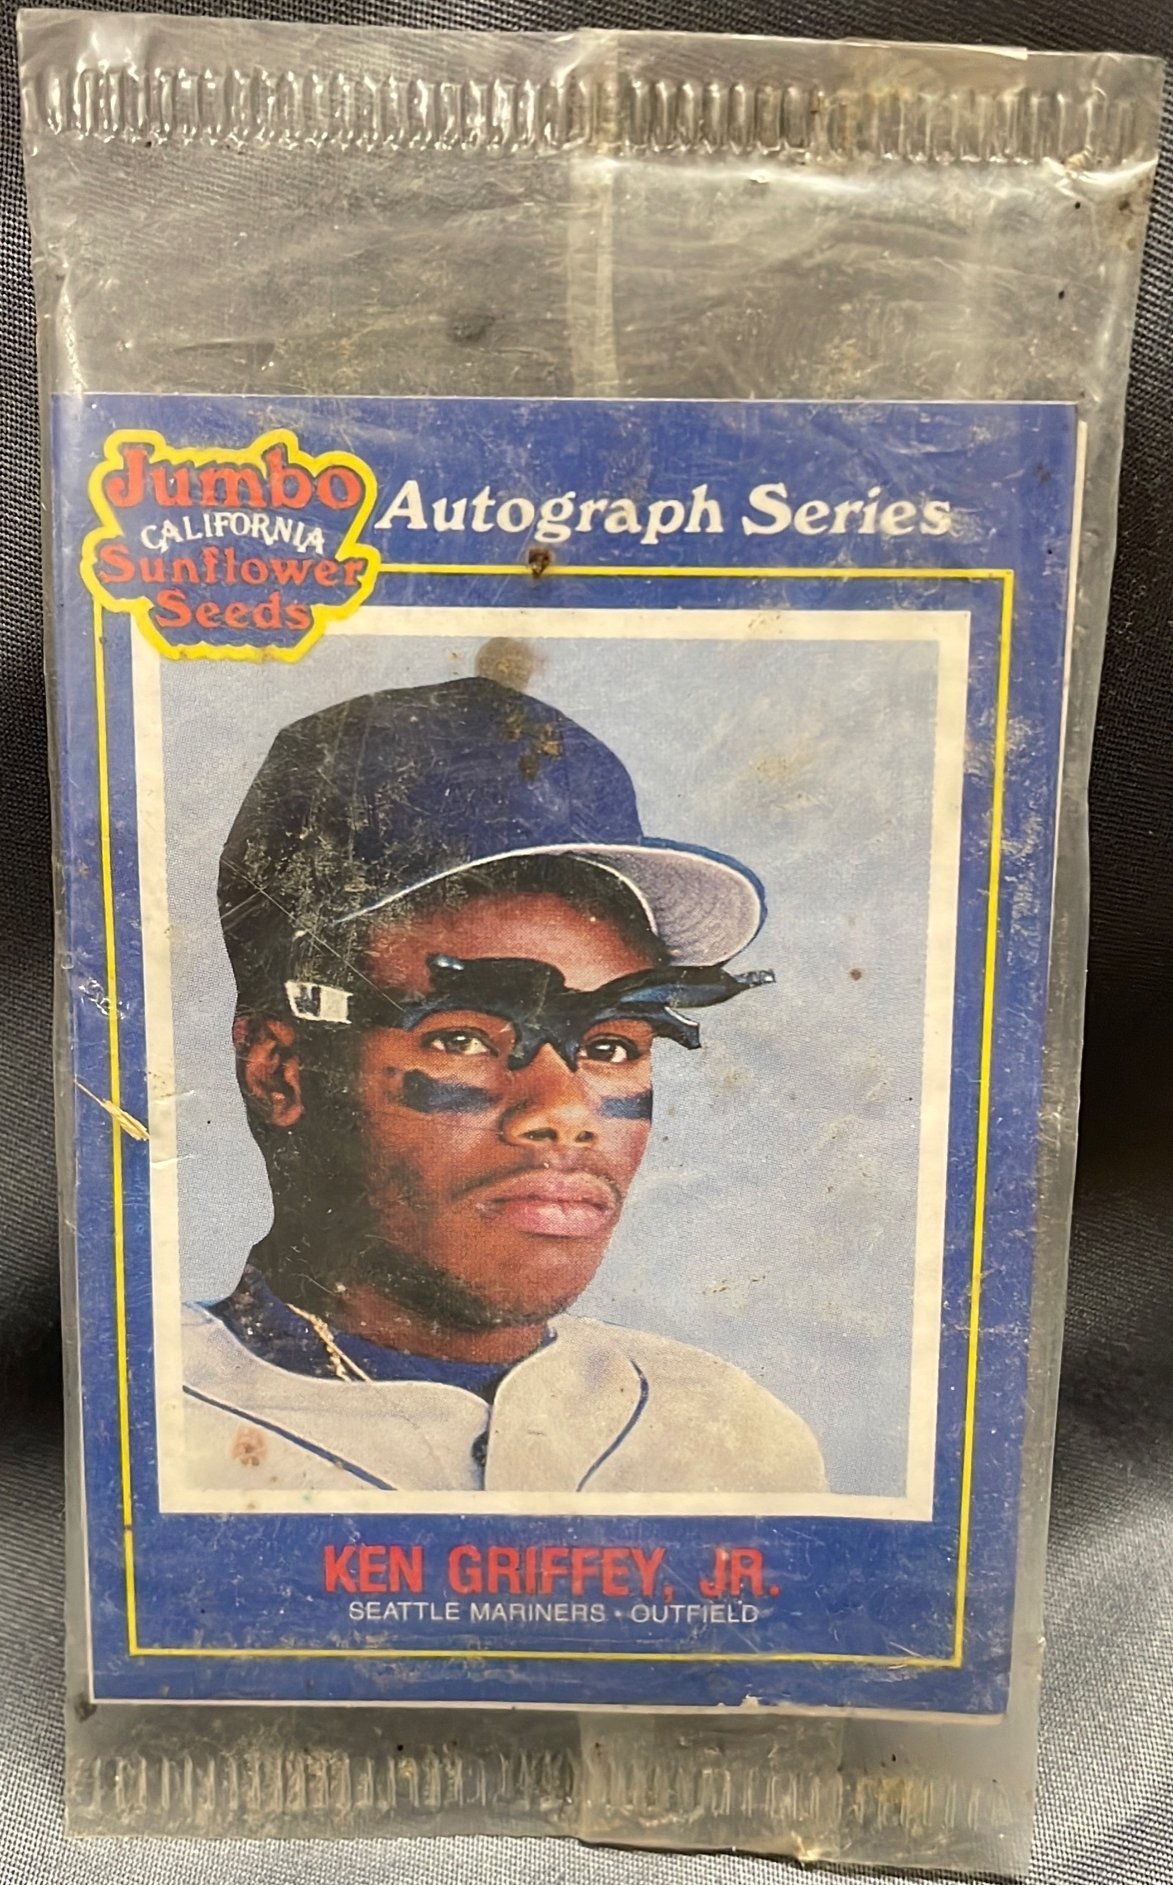 Jumbo
CALIFORNIA
Sunflower
Seeds
Autograph Series
KEN GRIFFEY, JR.
SEATTLE MARINERS · OUTFIELD